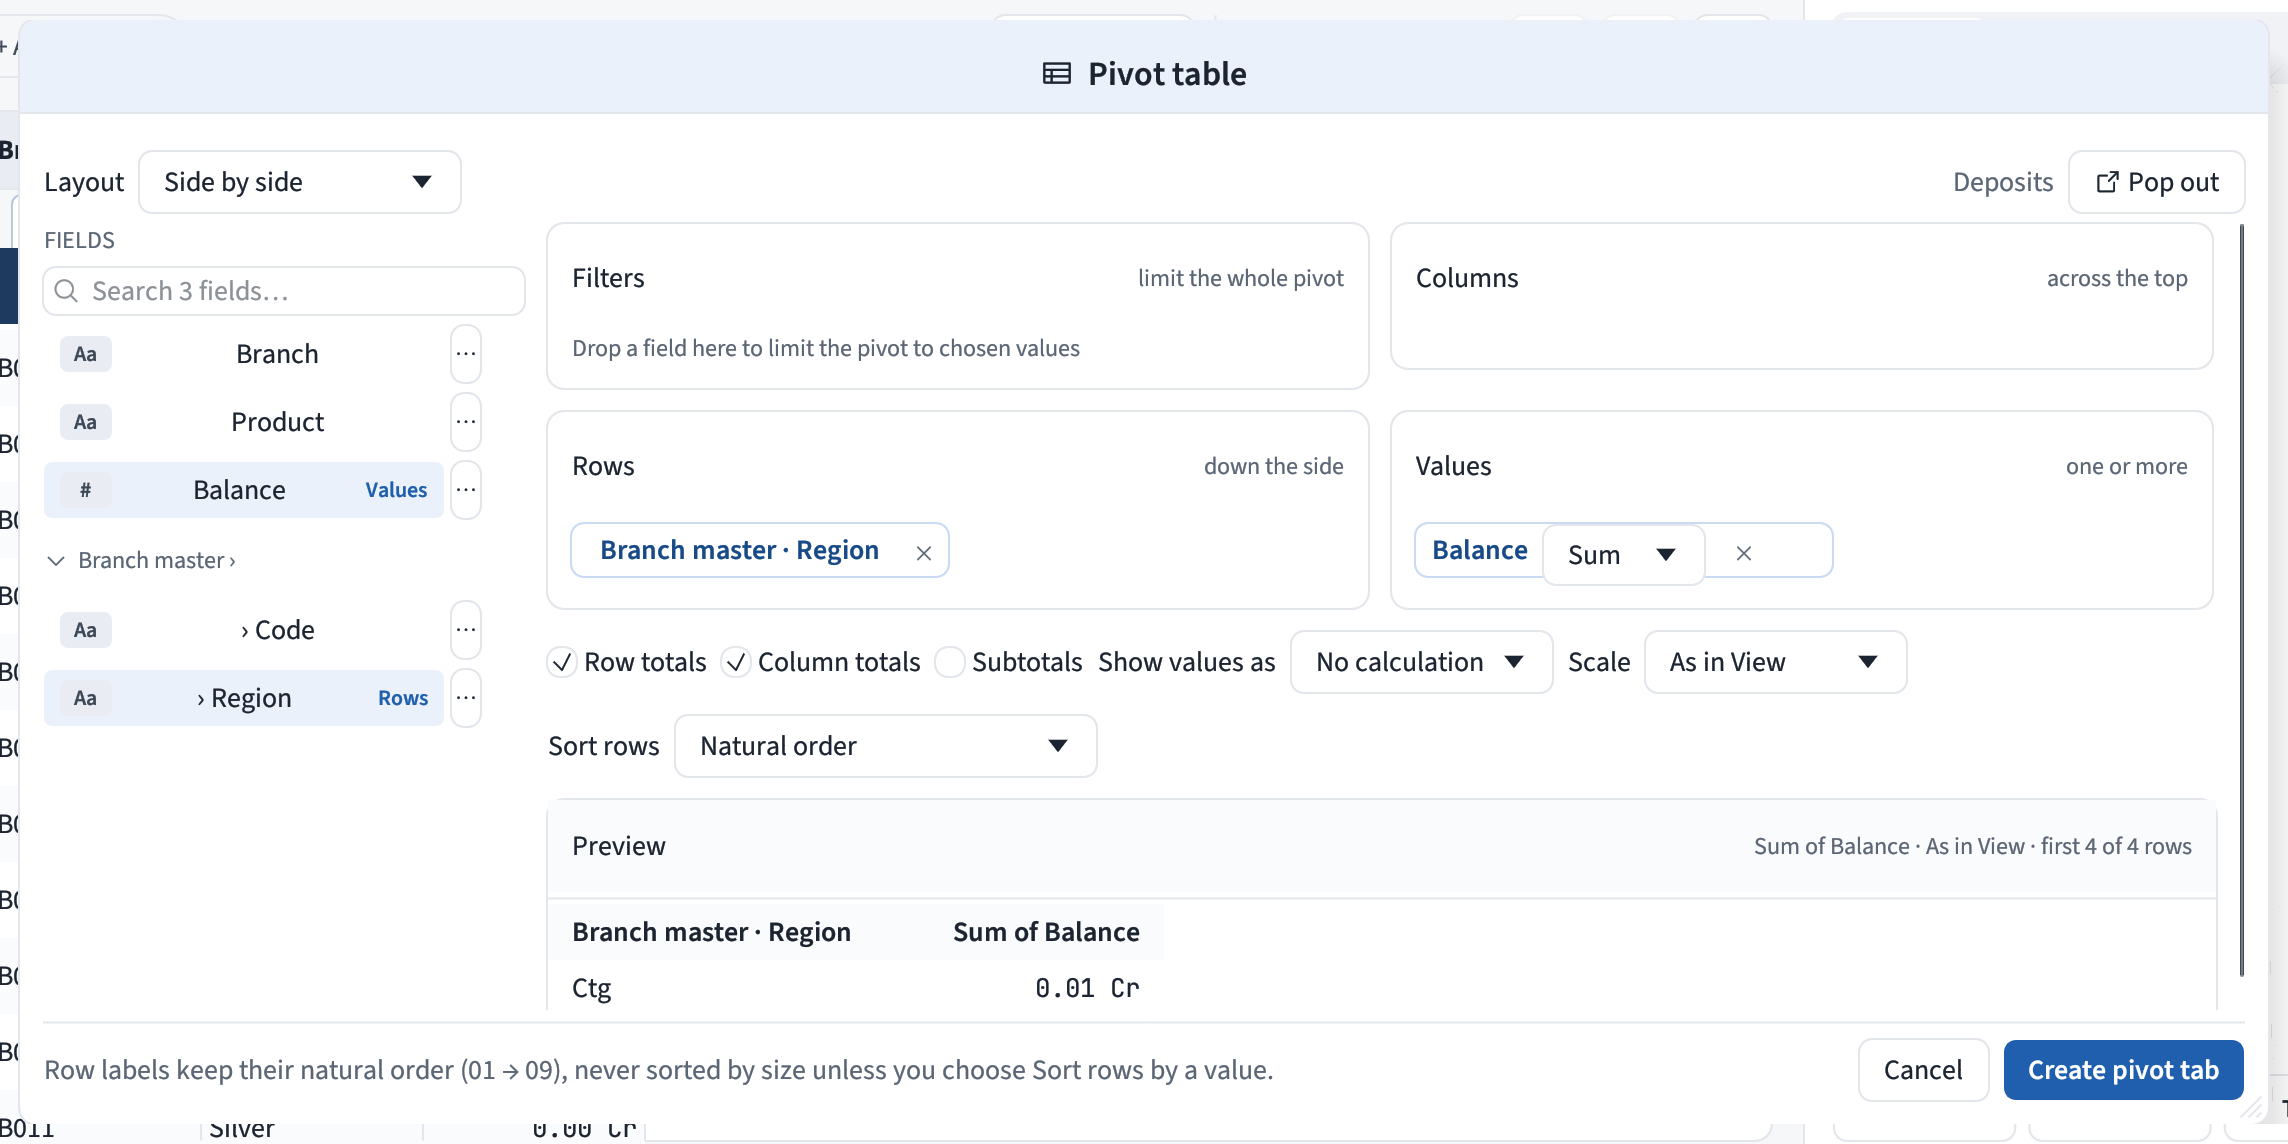 Pivot table
Layout Side by side
Deposits Pop out
FIELDS
Search 3 fields…
Aa Branch ...
Aa Product ...
# Balance Values ...
Branch master ›
Aa › Code ...
Aa › Region Rows ...
Filters limit the whole pivot
Drop a field here to limit the pivot to chosen values
Columns across the top
Rows down the side
Branch master · Region ×
Values one or more
Balance Sum ×
Row totals Column totals Subtotals Show values as No calculation Scale As in View
Sort rows Natural order
Preview Sum of Balance · As in View · first 4 of 4 rows
Branch master · Region Sum of Balance
Ctg 0.01 Cr
Row labels keep their natural order (01 → 09), never sorted by size unless you choose Sort rows by a value.
Cancel Create pivot tab
B011 Silver 0.00 Cr